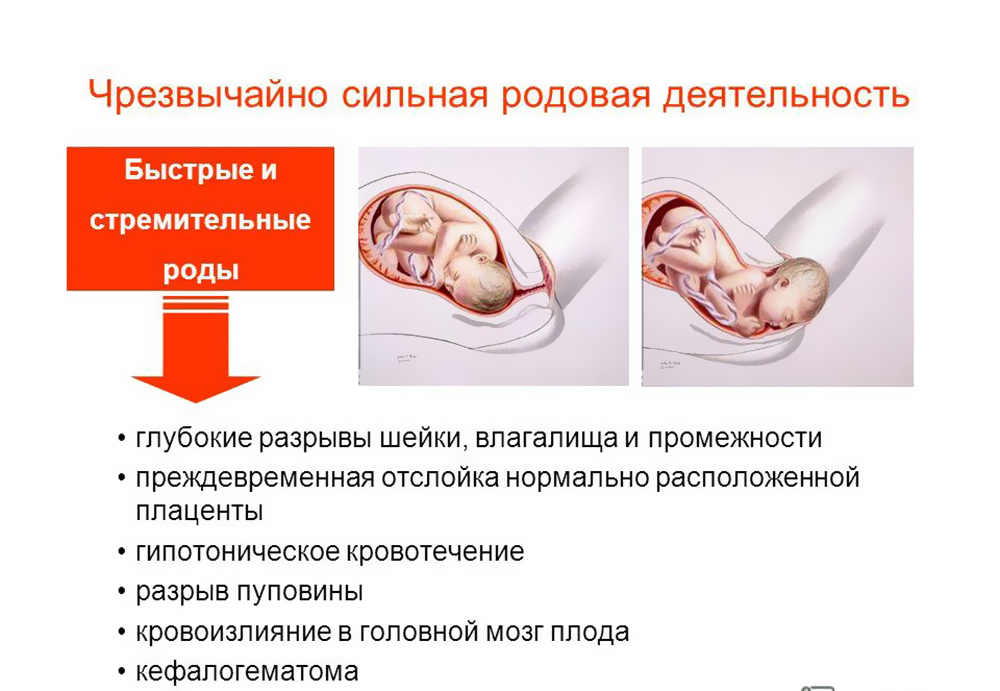 Чрезвычайно сильная родовая деятельность
Быстрые и
стремительные
роды
• глубокие разрывы шейки, влагалища и промежности
• преждевременная отслойка нормально расположенной
плаценты
• гипотоническое кровотечение
• разрыв пуповины
• кровоизлияние в головной мозг плода
• кефалогематома